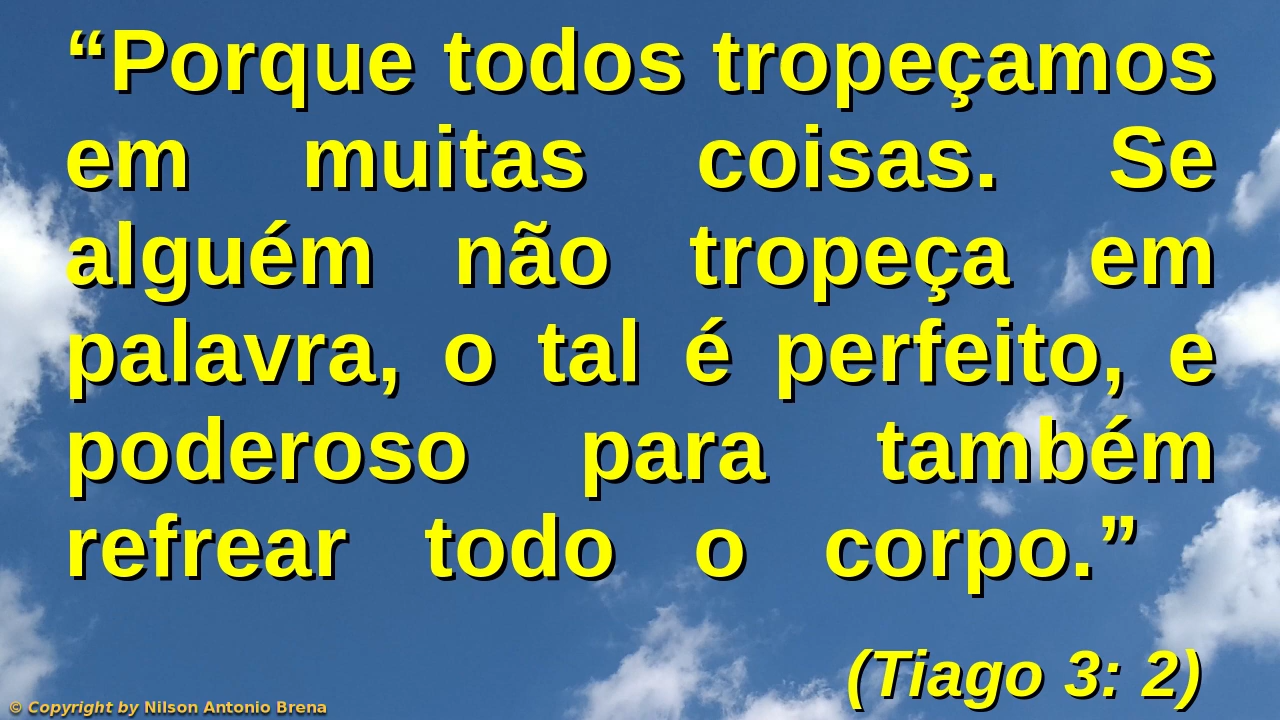 “Porque todos tropeçamos
em muitas coisas. Se
alguém não tropeça em
palavra, o tal é perfeito, e
poderoso para também
refrear todo o corpo.”
(Tiago 3: 2)
© Copyright by Nilson Antonio Brena